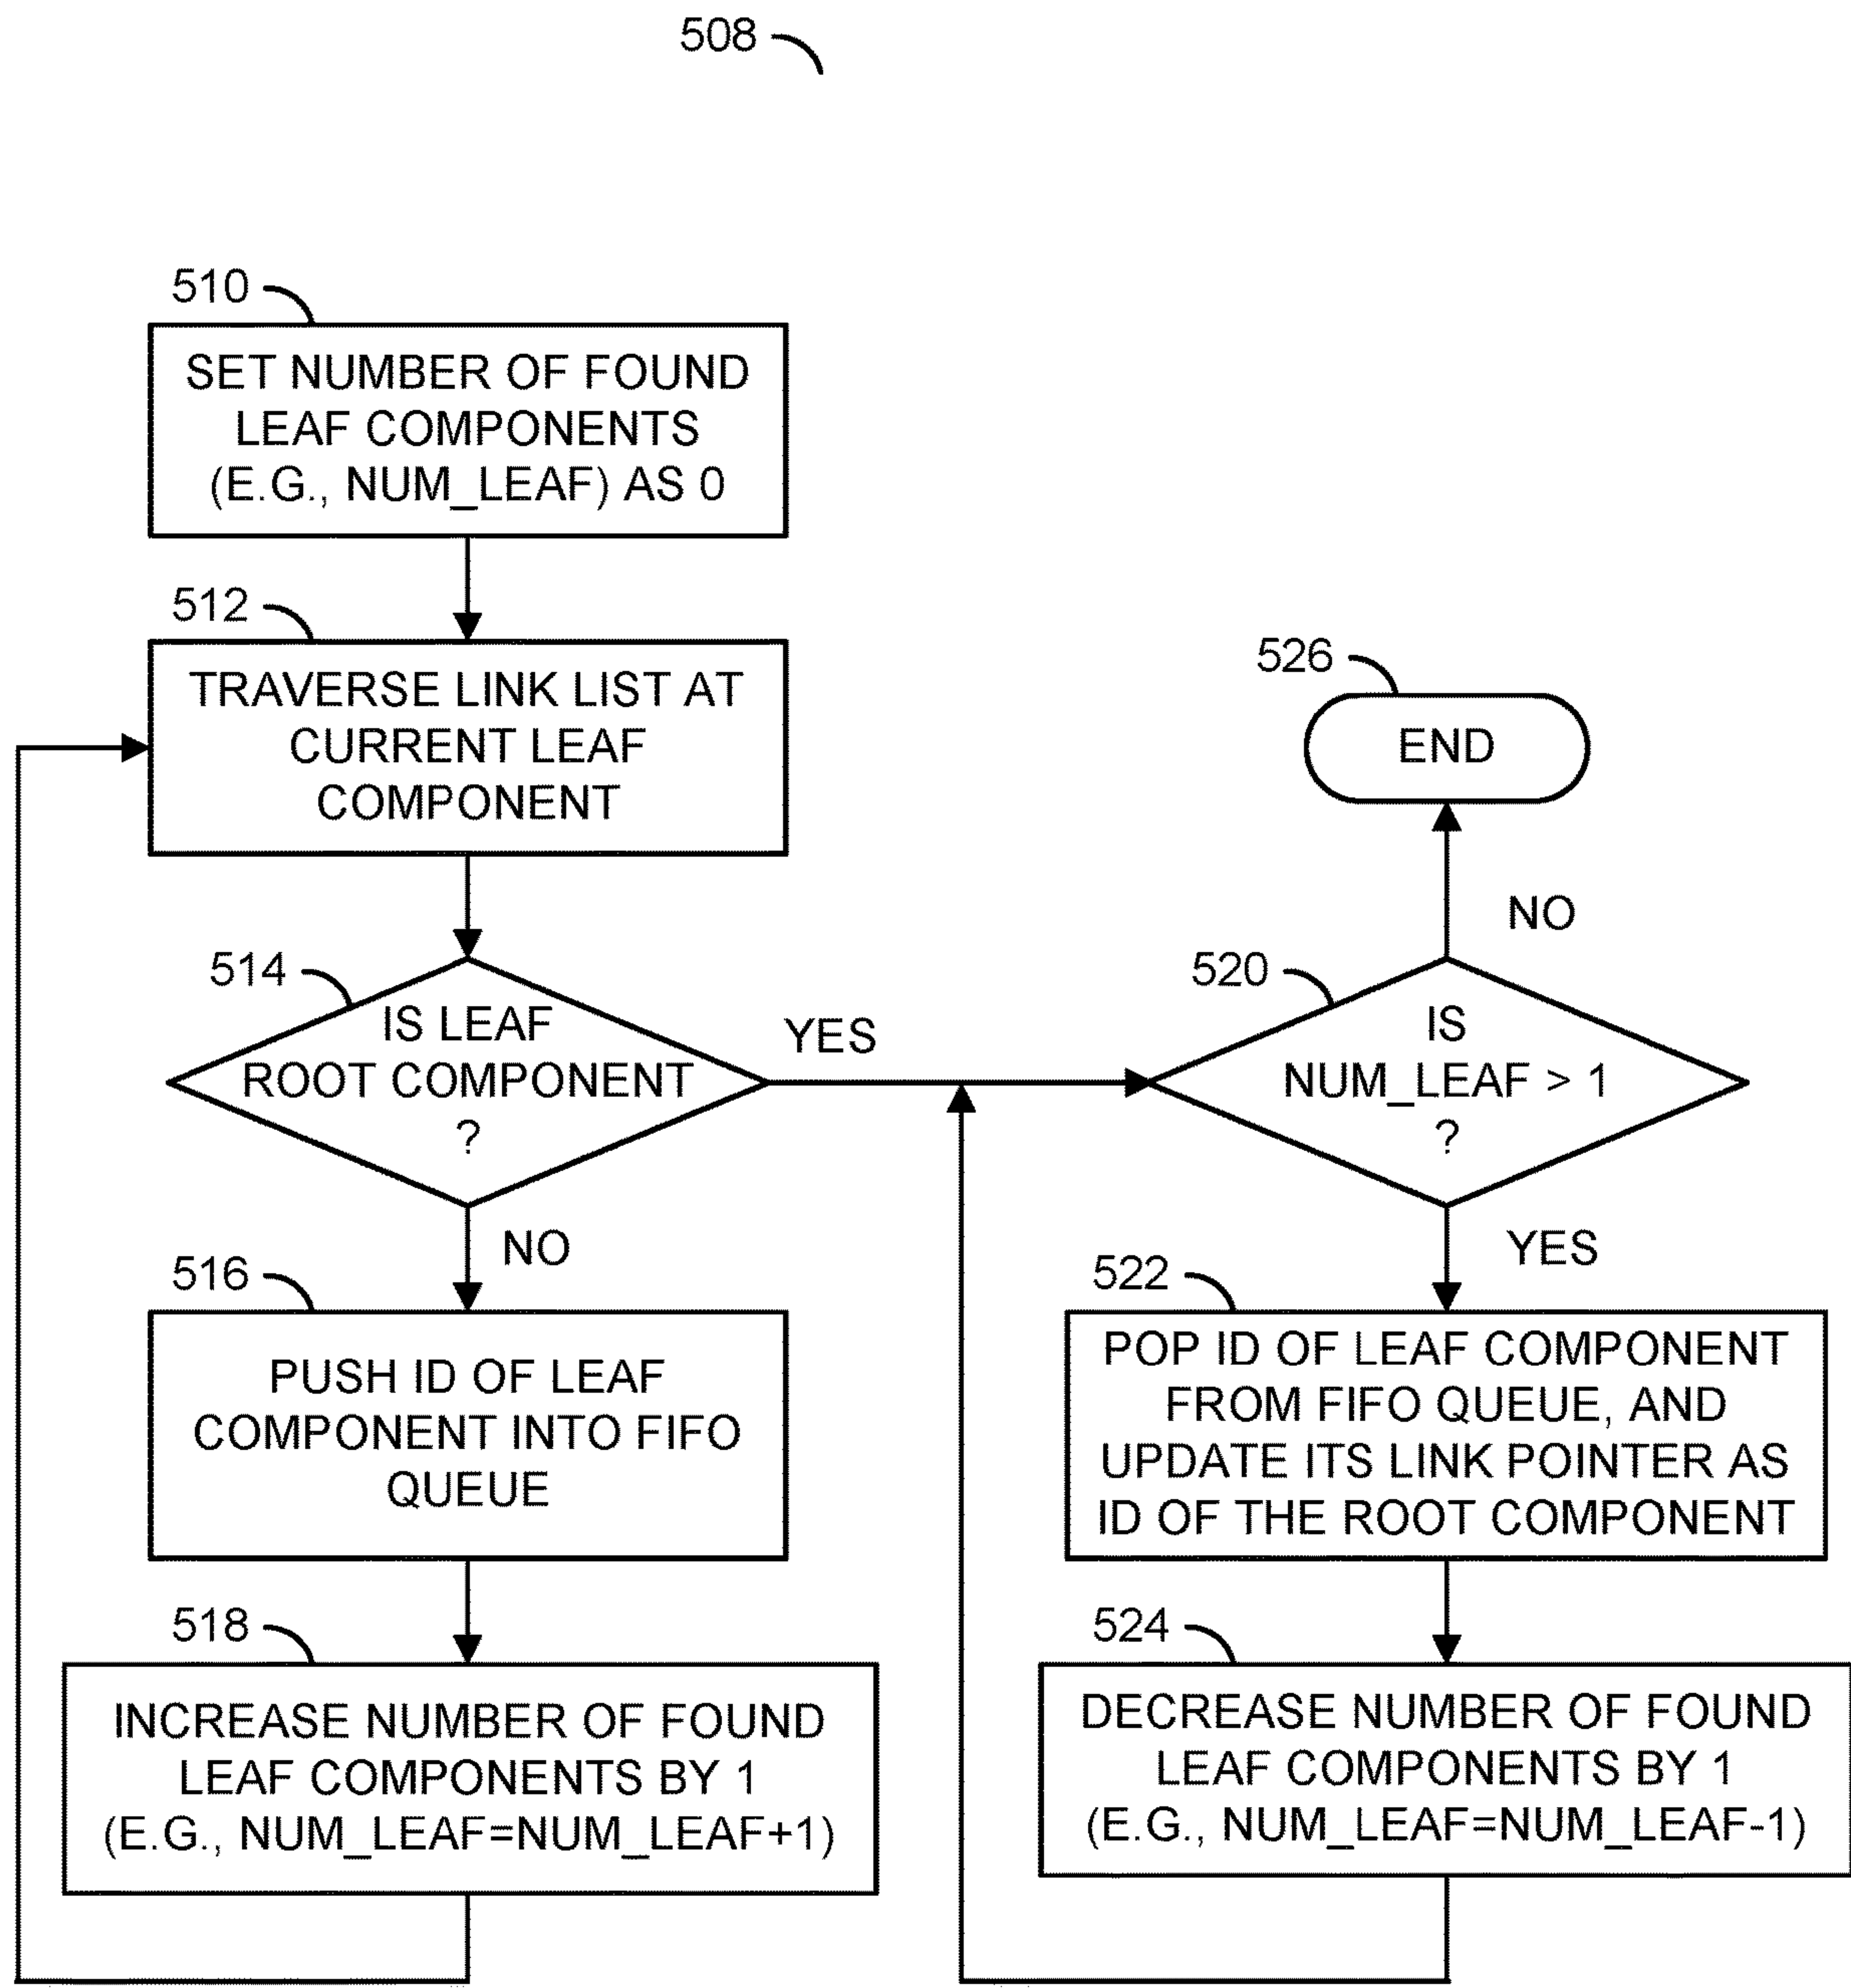 508
510
SET NUMBER OF FOUND
LEAF COMPONENTS
(E.G., NUM_LEAF) AS 0
512
TRAVERSE LINK LIST AT
CURRENT LEAF
COMPONENT
514
IS LEAF
ROOT COMPONENT
?
YES
NO
516
PUSH ID OF LEAF
COMPONENT INTO FIFO
QUEUE
518
INCREASE NUMBER OF FOUND
LEAF COMPONENTS BY 1
(E.G., NUM_LEAF=NUM_LEAF+1)
526
END
NO
520
IS
NUM_LEAF > 1
?
YES
522
POP ID OF LEAF COMPONENT
FROM FIFO QUEUE, AND
UPDATE ITS LINK POINTER AS
ID OF THE ROOT COMPONENT
524
DECREASE NUMBER OF FOUND
LEAF COMPONENTS BY 1
(E.G., NUM_LEAF=NUM_LEAF-1)